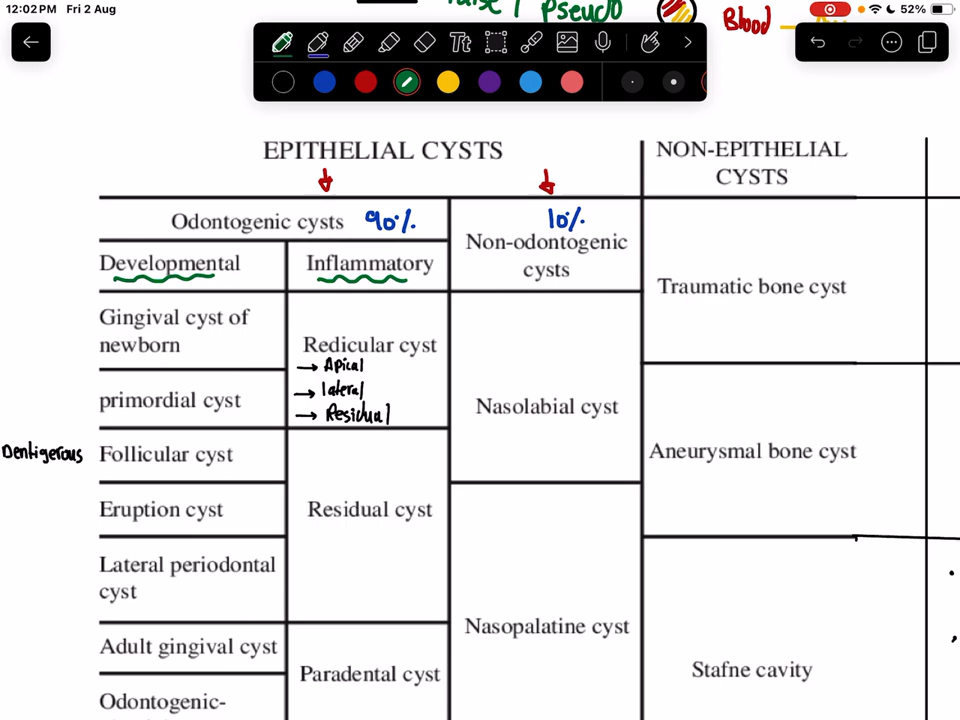 12:02 PM Fri 2 Aug
52%
Pseudo
Blood
Tt
EPITHELIAL CYSTS
NON-EPITHELIAL
CYSTS
Odontogenic cysts 90%
10%
Non-odontogenic
cysts
Developmental
Inflammatory
Traumatic bone cyst
Gingival cyst of
newborn
Redicular cyst
→ Apical
→ lateral
→ Residual
primordial cyst
Nasolabial cyst
Dentigerous
Follicular cyst
Aneurysmal bone cyst
Eruption cyst
Residual cyst
Lateral periodontal
cyst
Nasopalatine cyst
Adult gingival cyst
Paradental cyst
Stafne cavity
Odontogenic-